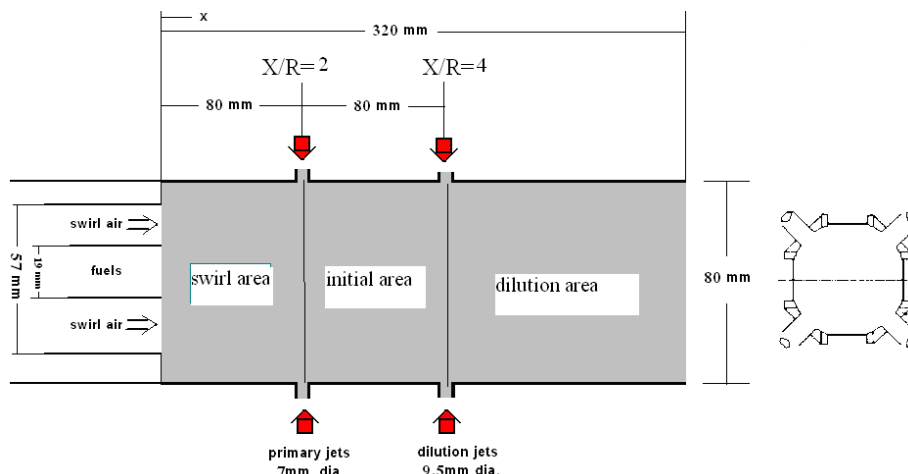 x
320 mm
X/R=2
X/R=4
80 mm
80 mm
swirl air
57 mm
19 mm
fuels
swirl air
swirl area
initial area
dilution area
80 mm
primary jets
7mm dia.
dilution jets
9.5mm dia.